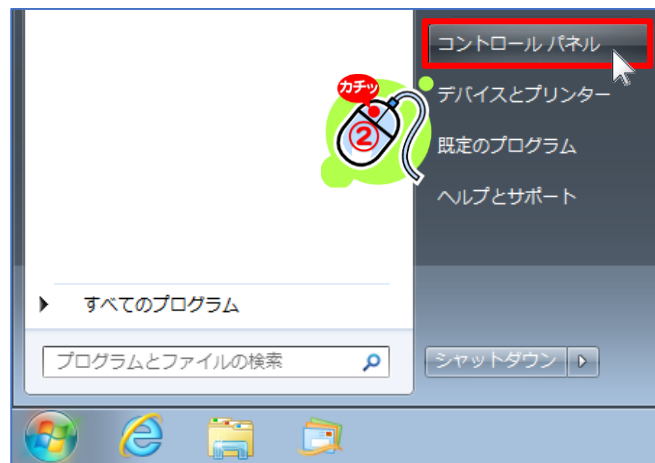 コントロール パネル
カチッ
デバイスとプリンター
②
既定のプログラム
ヘルプとサポート
すべてのプログラム
プログラムとファイルの検索
シャットダウン